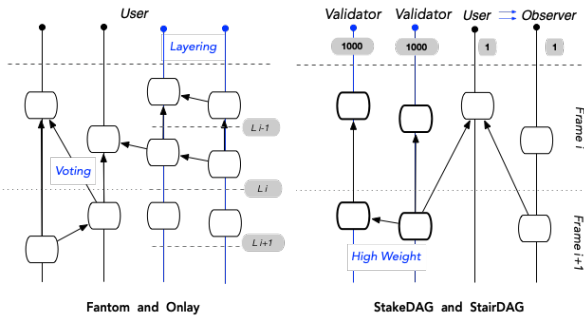 User
Layering
L i-1
Voting
L i
L i+1
Fantom and Onlay
Validator Validator User Observer
1000 1000 1 1
Frame i
Frame i+1
High Weight
StakeDAG and StairDAG